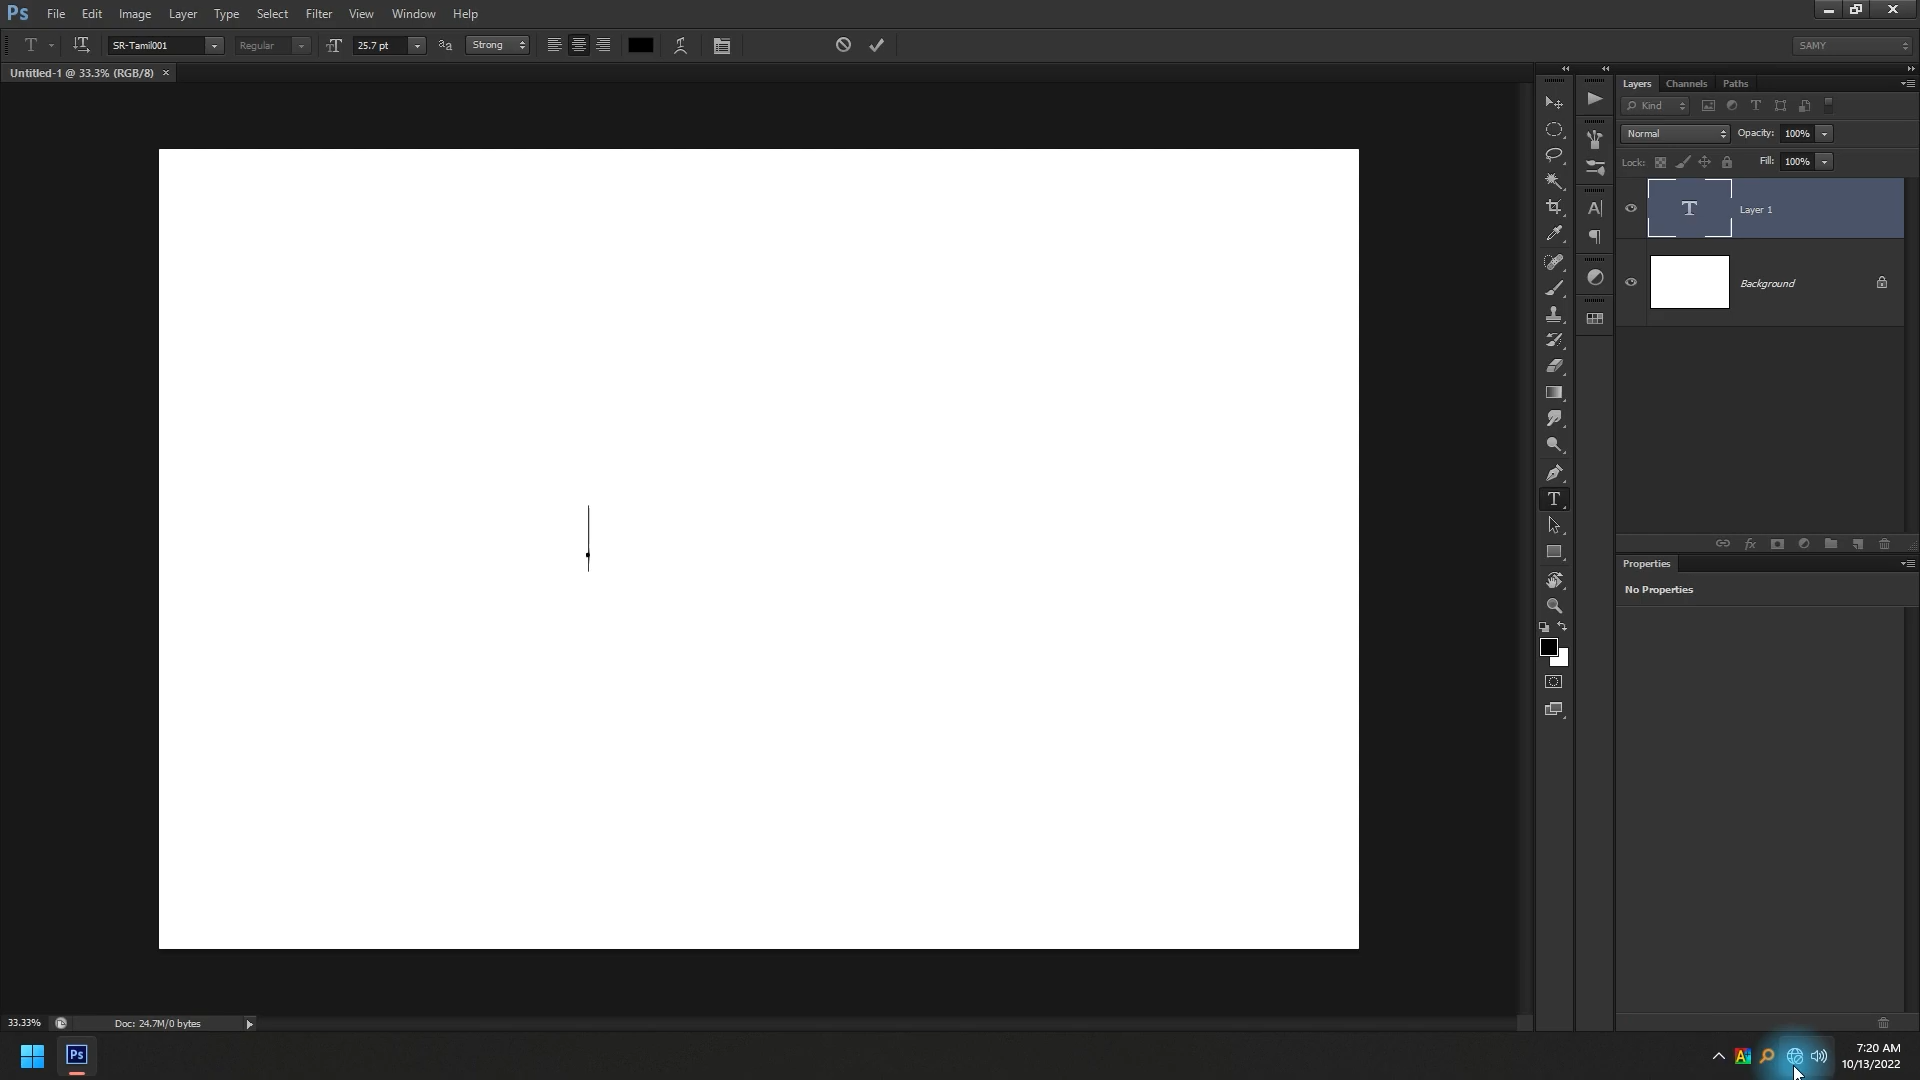 Ps File Edit Image Layer Type Select Filter View Window Help
T SR-Tamil001 Regular 25.7 pt Strong SAMY
Untitled-1 @ 33.3% (RGB/8) ×
Layers Channels Paths
Kind
Normal Opacity: 100%
Lock: Fill: 100%
T Layer 1
Background
Properties
No Properties
33.33% Doc: 24.7M/0 bytes
Ps
7:20 AM
10/13/2022